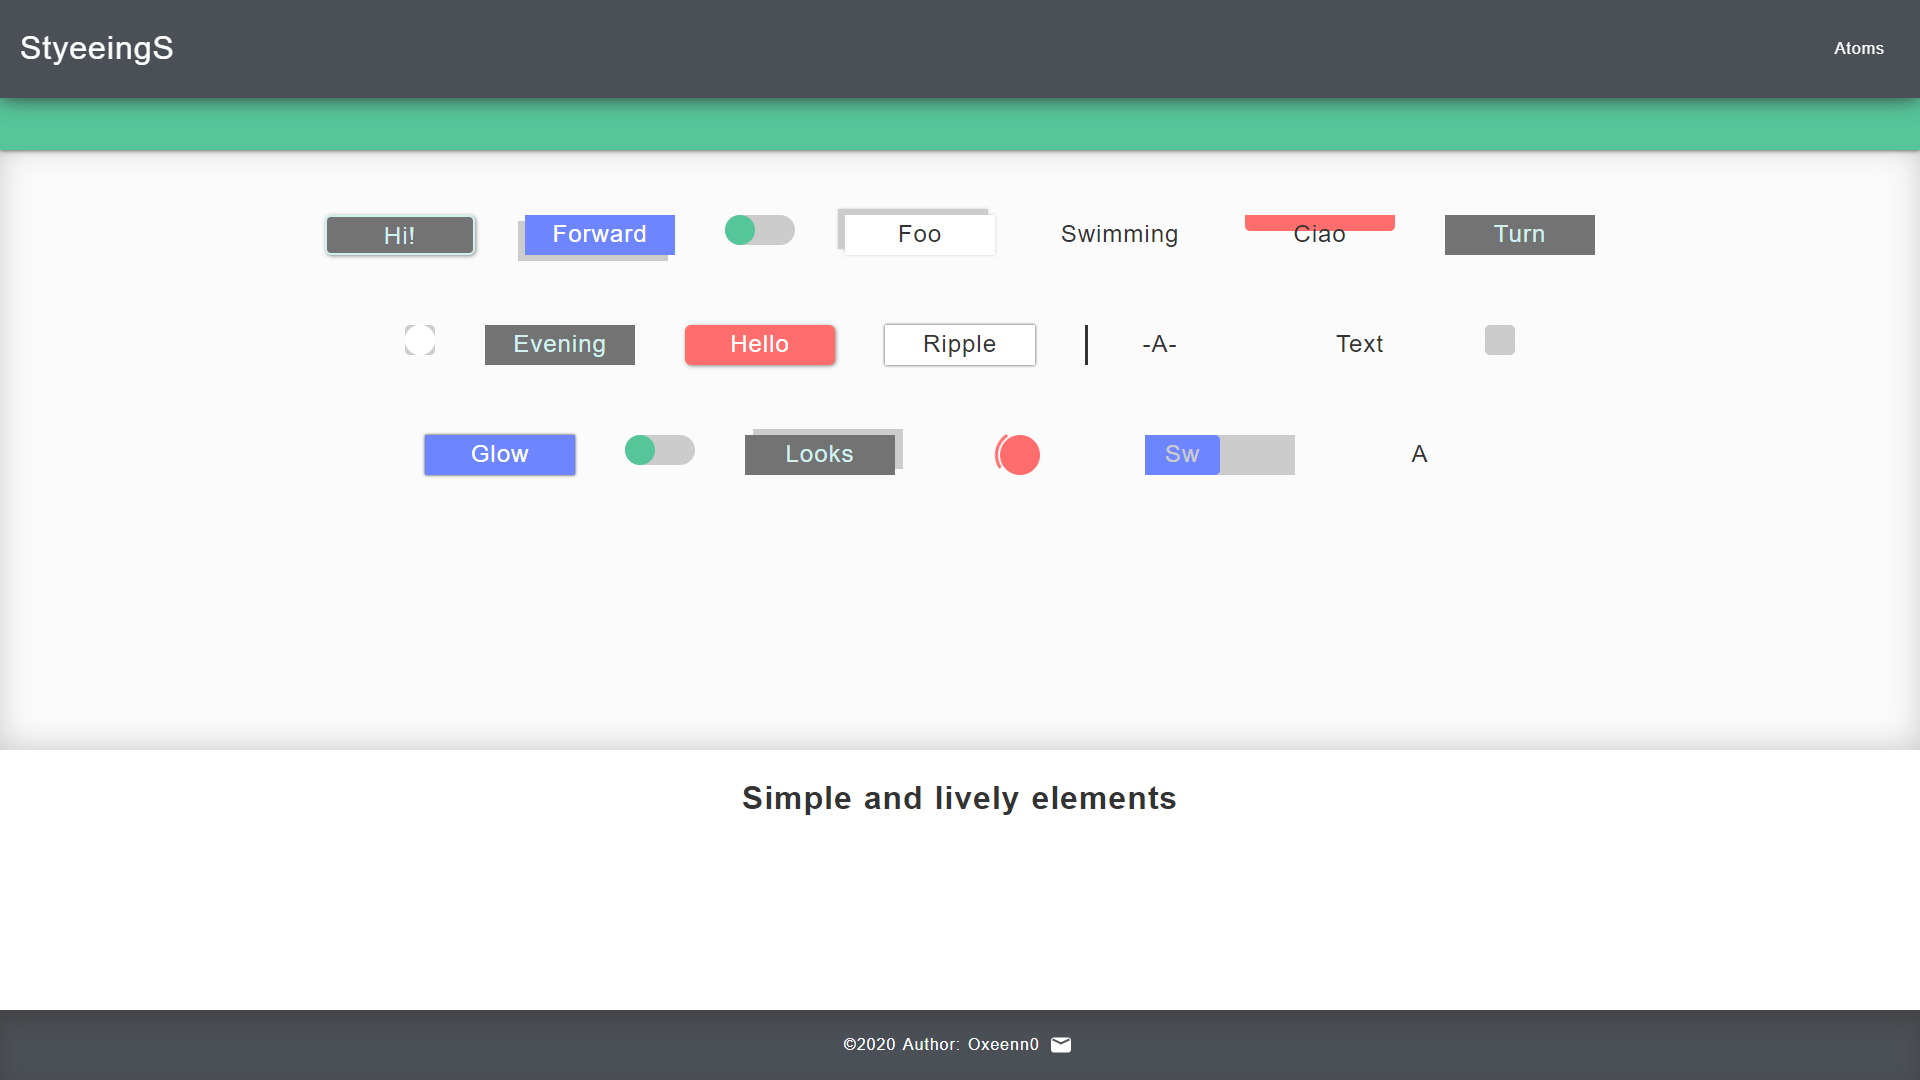 StyeeingS
Atoms
Hi! Forward Foo Swimming Ciao Turn
Evening Hello Ripple -A- Text
Glow Looks Sw A
Simple and lively elements
©2020 Author: Oxeenn0